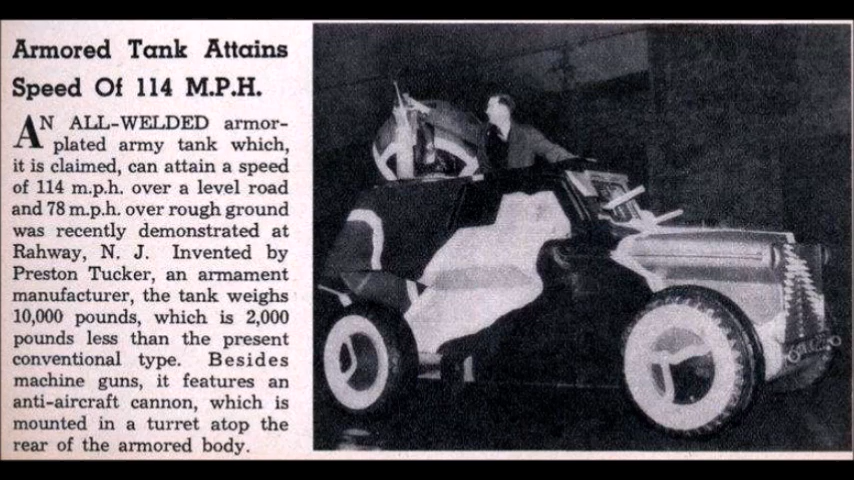 Armored Tank Attains
Speed Of 114 M.P.H.
AN ALL-WELDED armor-
plated army tank which,
it is claimed, can attain a speed
of 114 m.p.h. over a level road
and 78 m.p.h. over rough ground
was recently demonstrated at
Rahway, N. J. Invented by
Preston Tucker, an armament
manufacturer, the tank weighs
10,000 pounds, which is 2,000
pounds less than the present
conventional type. Besides
machine guns, it features an
anti-aircraft cannon, which is
mounted in a turret atop the
rear of the armored body.